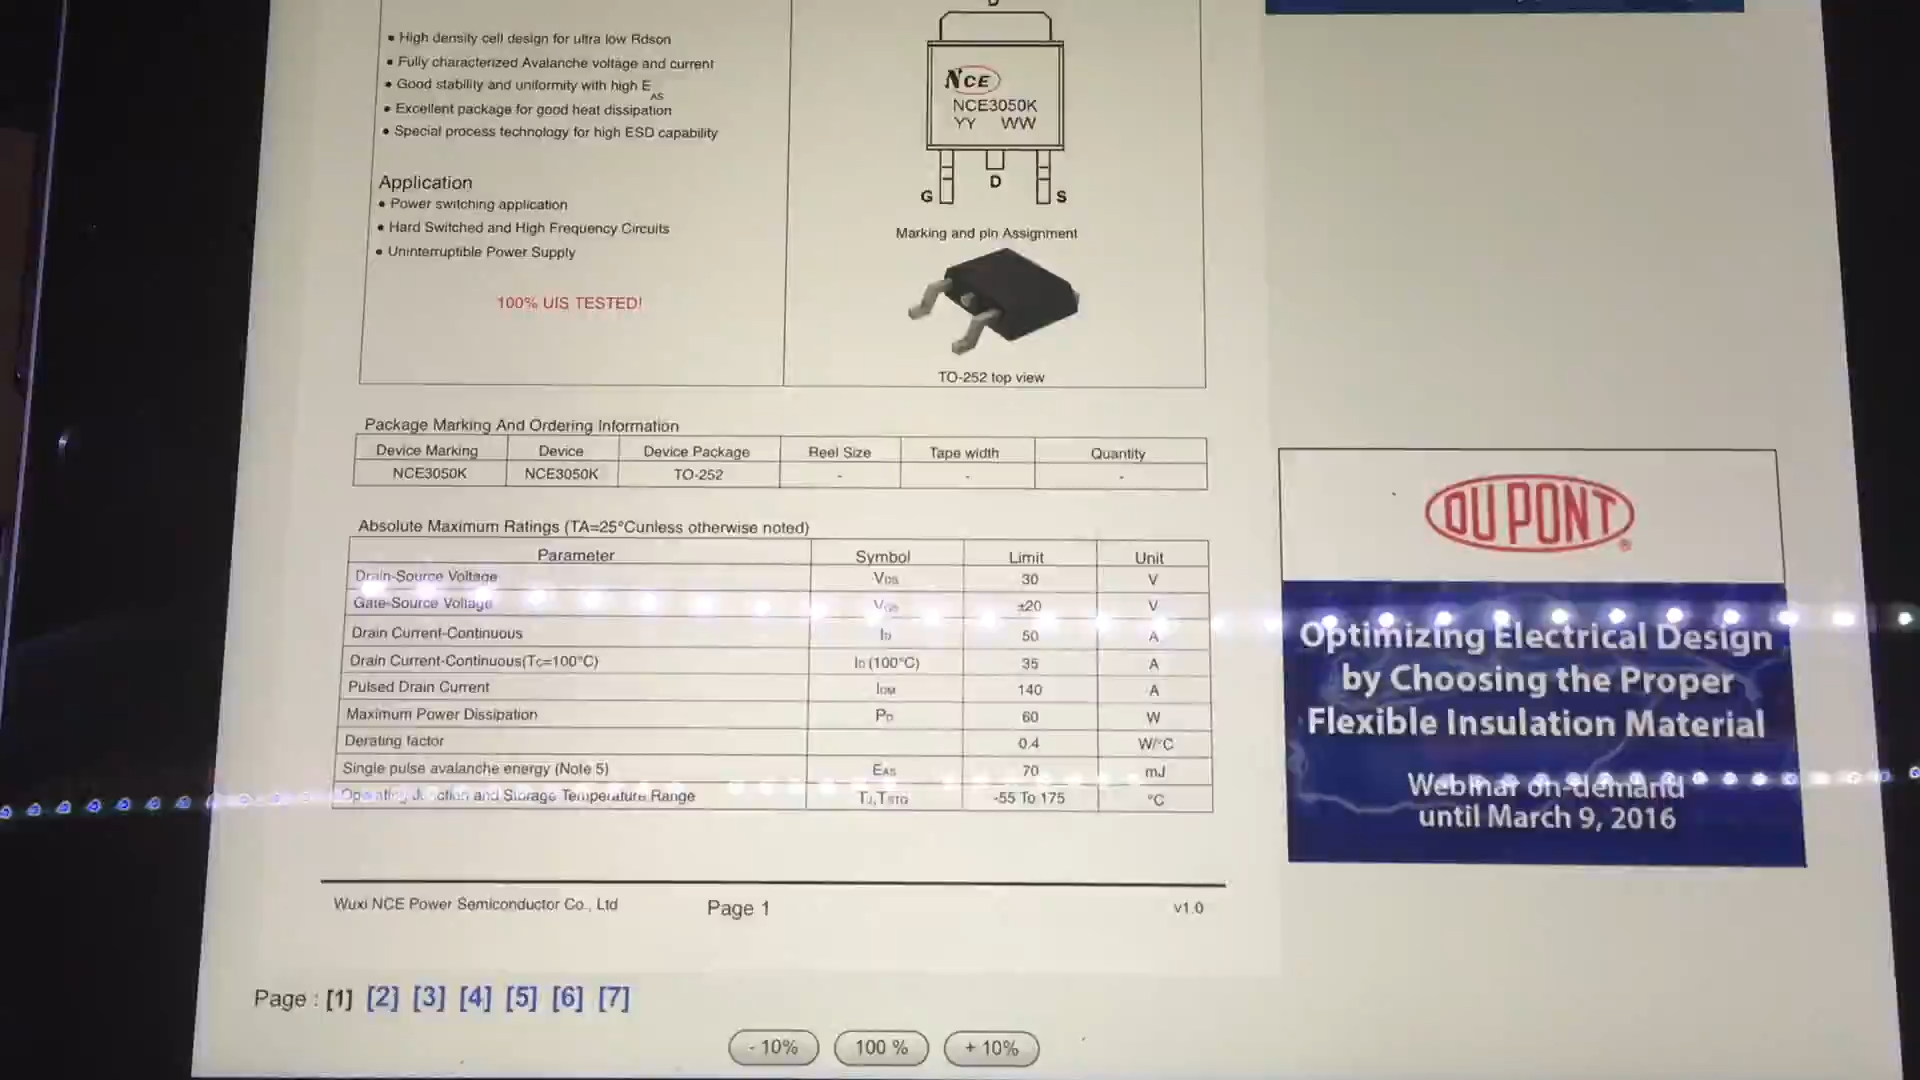 • High density cell design for ultra low Rdson
• Fully characterized Avalanche voltage and current
• Good stability and uniformity with high EAS
• Excellent package for good heat dissipation
• Special process technology for high ESD capability
Application
• Power switching application
• Hard Switched and High Frequency Circuits
• Uninterruptible Power Supply
100% UIS TESTED!
D
NCE
NCE3050K
YY WW
G D S
Marking and pin Assignment
TO-252 top view
Package Marking And Ordering Information
Device Marking Device Device Package Reel Size Tape width Quantity
NCE3050K NCE3050K TO-252 - - -
Absolute Maximum Ratings (TA=25°Cunless otherwise noted)
Parameter Symbol Limit Unit
Drain-Source Voltage VDS 30 V
Gate-Source Voltage VGS ±20 V
Drain Current-Continuous ID 50 A
Drain Current-Continuous(TC=100°C) ID (100°C) 35 A
Pulsed Drain Current IDM 140 A
Maximum Power Dissipation PD 60 W
Derating factor 0.4 W/°C
Single pulse avalanche energy (Note 5) EAS 70 mJ
Operating Junction and Storage Temperature Range TJ,TSTG -55 To 175 °C
Wuxi NCE Power Semiconductor Co., Ltd Page 1 v1.0
Page : [1] [2] [3] [4] [5] [6] [7]
- 10% 100 % + 10%
DU PONT®
Optimizing Electrical Design
by Choosing the Proper
Flexible Insulation Material
Webinar on-demand
until March 9, 2016